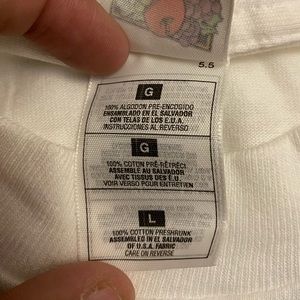 5.5
G
100% ALGODON PRE-ENCOGIDO
ENSAMBLADO EN EL SALVADOR
CON TELAS DE LOS E.U.A.
INSTRUCCIONES AL REVERSO
G
100% COTON PRÉ-RÉTRÉCI
ASSEMBLE AU SALVADOR
AVEC TISSUS DES É.U.
VOIR VERSO POUR ENTRETIEN
L
100% COTTON PRESHRUNK
ASSEMBLED IN EL SALVADOR
OF U.S.A. FABRIC
CARE ON REVERSE